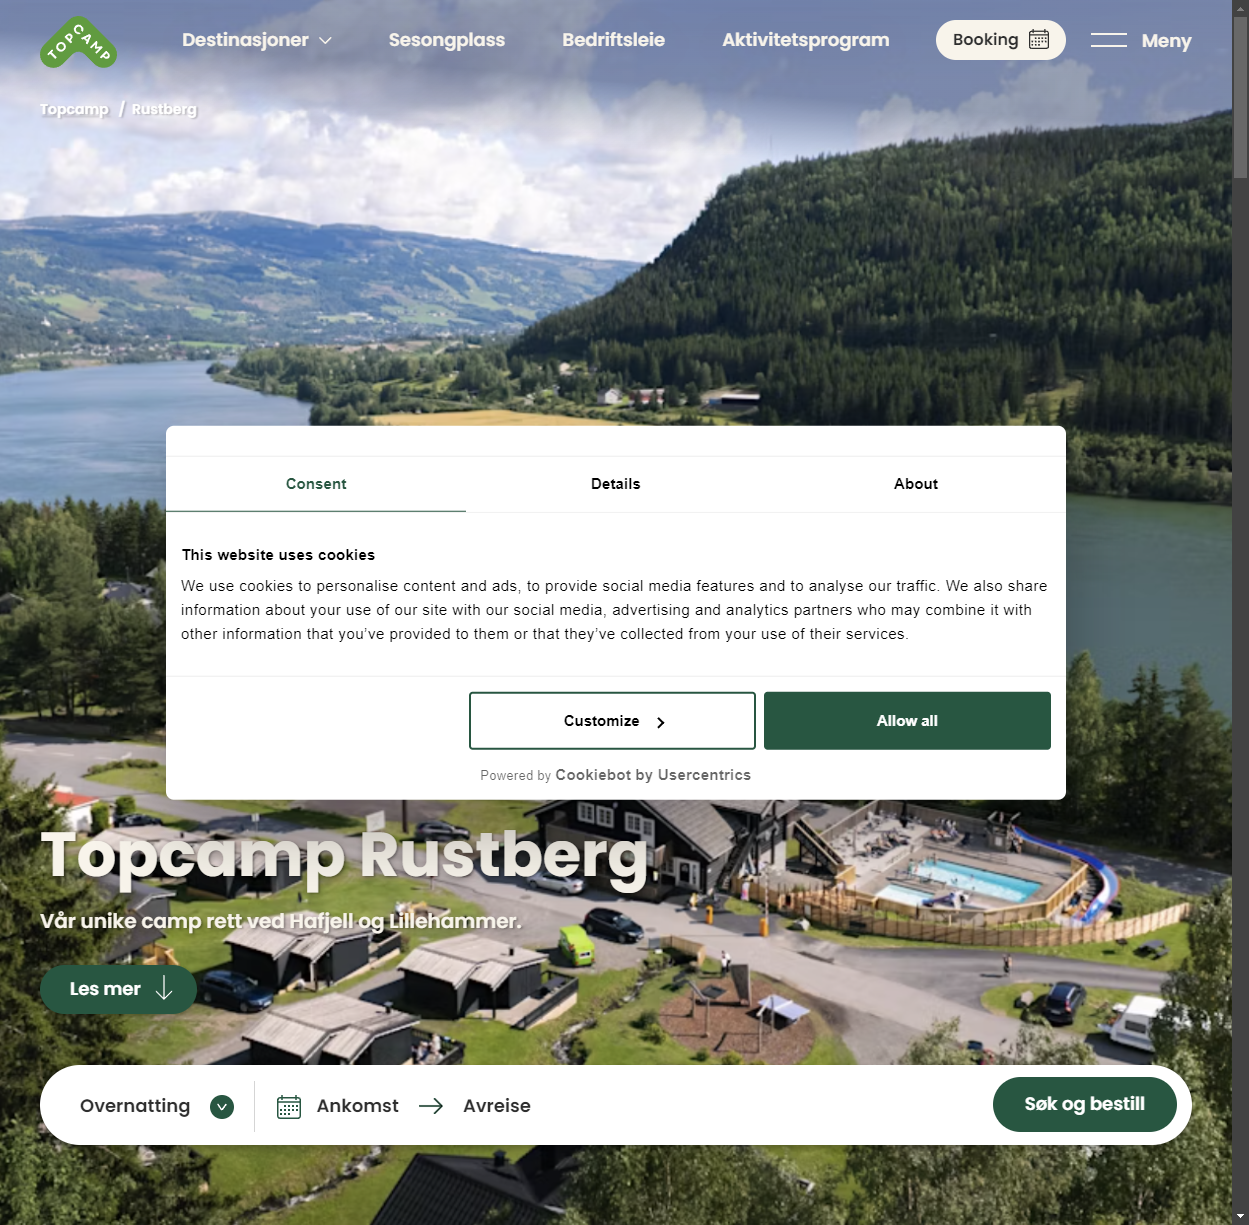 TOPCAMP
Destinasjoner
Sesongplass
Bedriftsleie
Aktivitetsprogram
Booking
Meny
Topcamp / Rustberg
Consent
Details
About
This website uses cookies
We use cookies to personalise content and ads, to provide social media features and to analyse our traffic. We also share
information about your use of our site with our social media, advertising and analytics partners who may combine it with
other information that you’ve provided to them or that they’ve collected from your use of their services.
Customize
Allow all
Powered by Cookiebot by Usercentrics
Topcamp Rustberg
Vår unike camp rett ved Hafjell og Lillehammer.
Les mer
Overnatting
Ankomst
Avreise
Søk og bestill